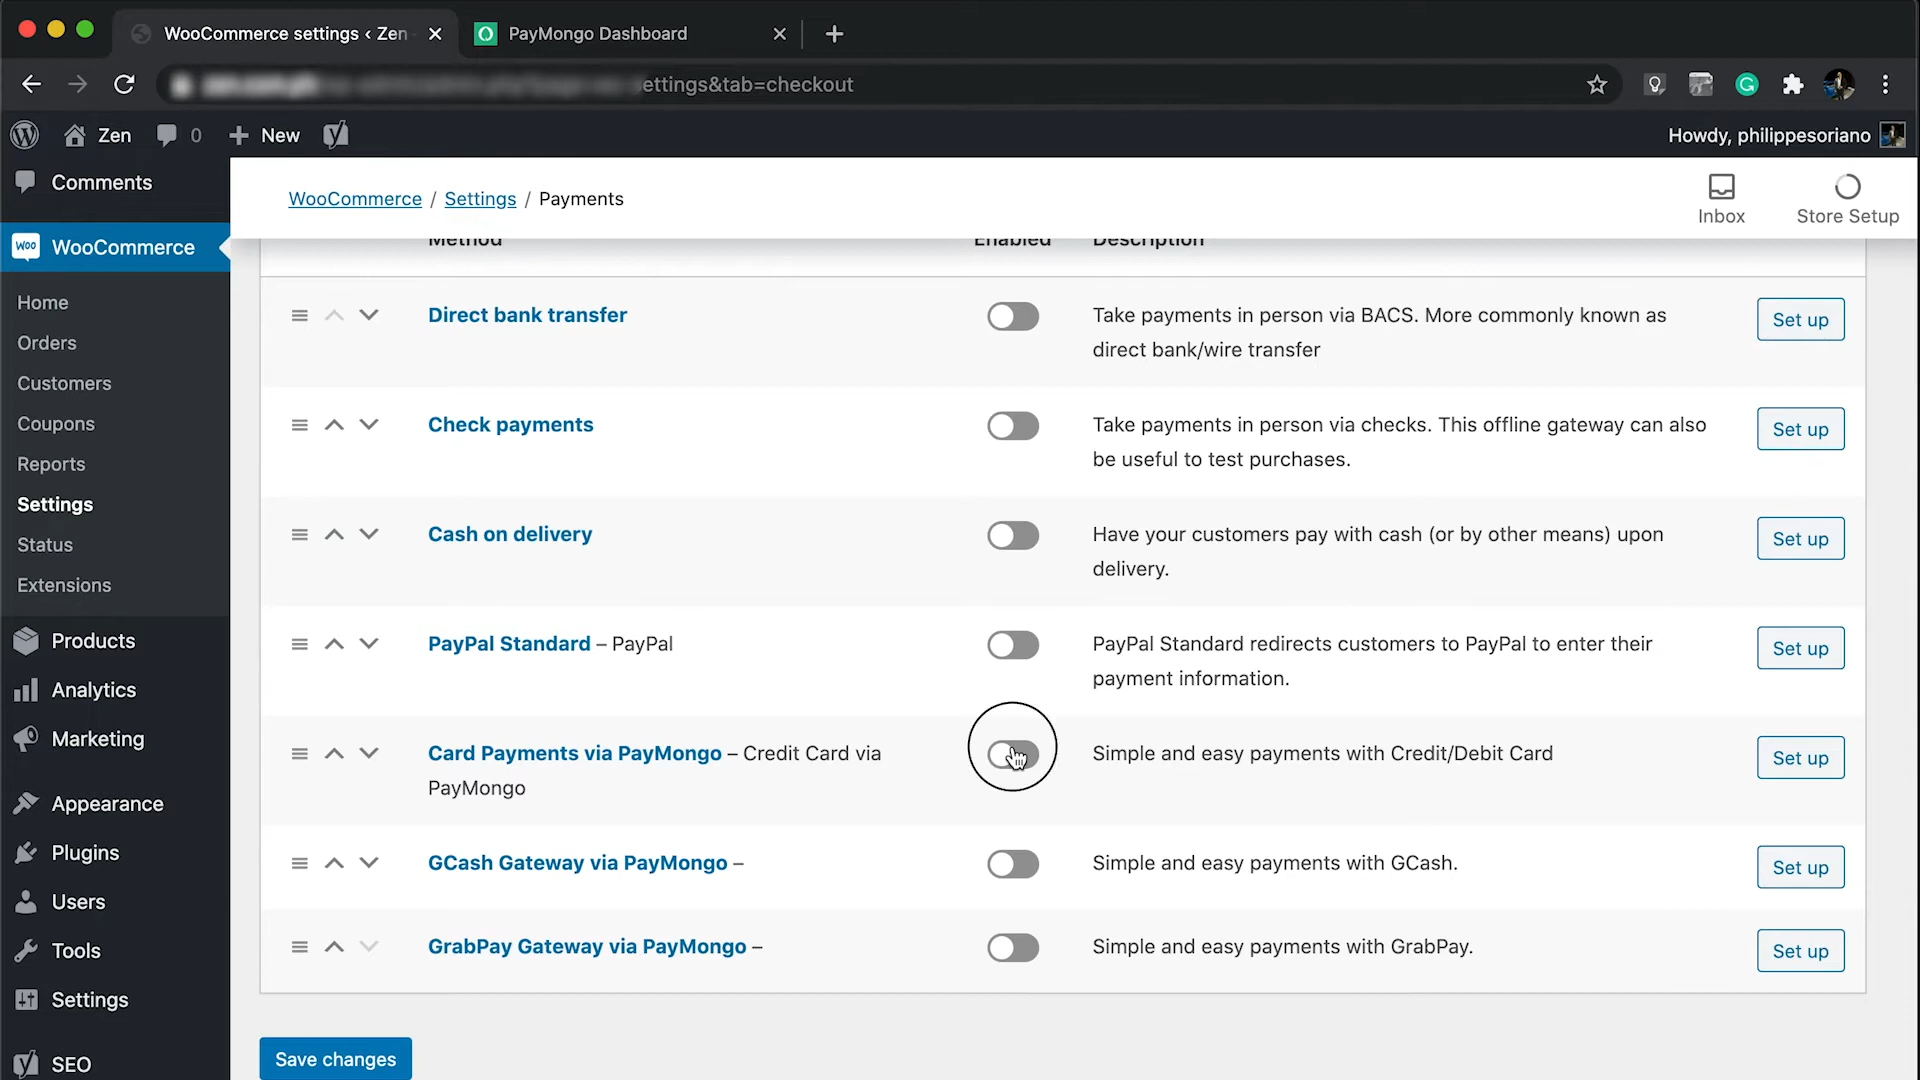 WooCommerce settings ‹ Zen
PayMongo Dashboard
ettings&tab=checkout
Zen
0
New
Howdy, philippesoriano
Comments
WooCommerce / Settings / Payments
Inbox
Store Setup
WooCommerce
Method
Enabled
Description
Home
Orders
Customers
Coupons
Reports
Settings
Status
Extensions
Products
Analytics
Marketing
Appearance
Plugins
Users
Tools
Settings
SEO
Direct bank transfer
Take payments in person via BACS. More commonly known as
direct bank/wire transfer
Set up
Check payments
Take payments in person via checks. This offline gateway can also
be useful to test purchases.
Set up
Cash on delivery
Have your customers pay with cash (or by other means) upon
delivery.
Set up
PayPal Standard – PayPal
PayPal Standard redirects customers to PayPal to enter their
payment information.
Set up
Card Payments via PayMongo – Credit Card via
PayMongo
Simple and easy payments with Credit/Debit Card
Set up
GCash Gateway via PayMongo –
Simple and easy payments with GCash.
Set up
GrabPay Gateway via PayMongo –
Simple and easy payments with GrabPay.
Set up
Save changes